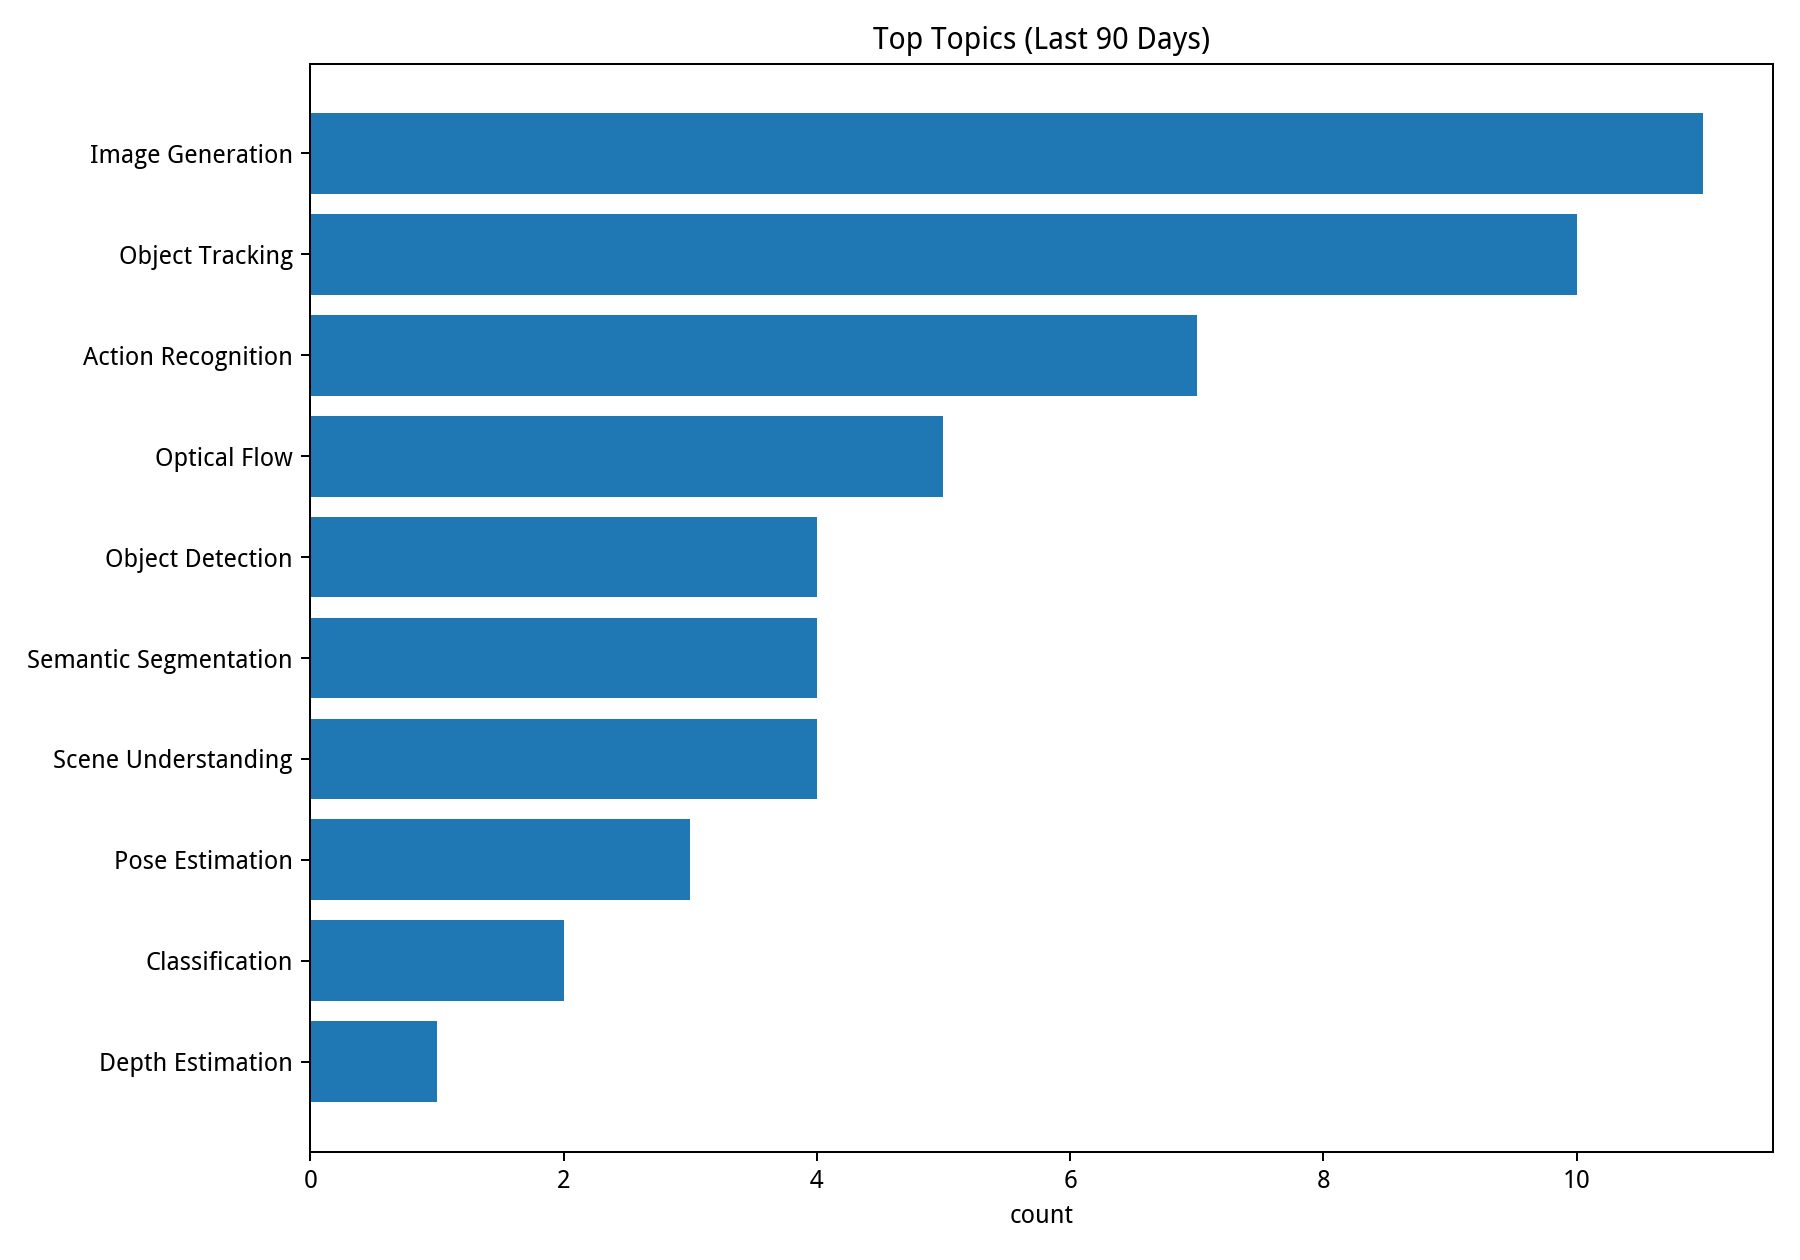 Top Topics (Last 90 Days)
Image Generation
Object Tracking
Action Recognition
Optical Flow
Object Detection
Semantic Segmentation
Scene Understanding
Pose Estimation
Classification
Depth Estimation
0 2 4 6 8 10
count